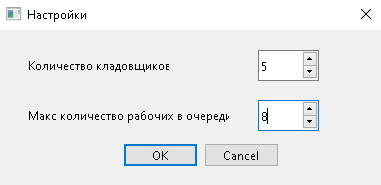 Настройки
Количество кладовщиков 5
Макс количество рабочих в очереди 8
OK Cancel